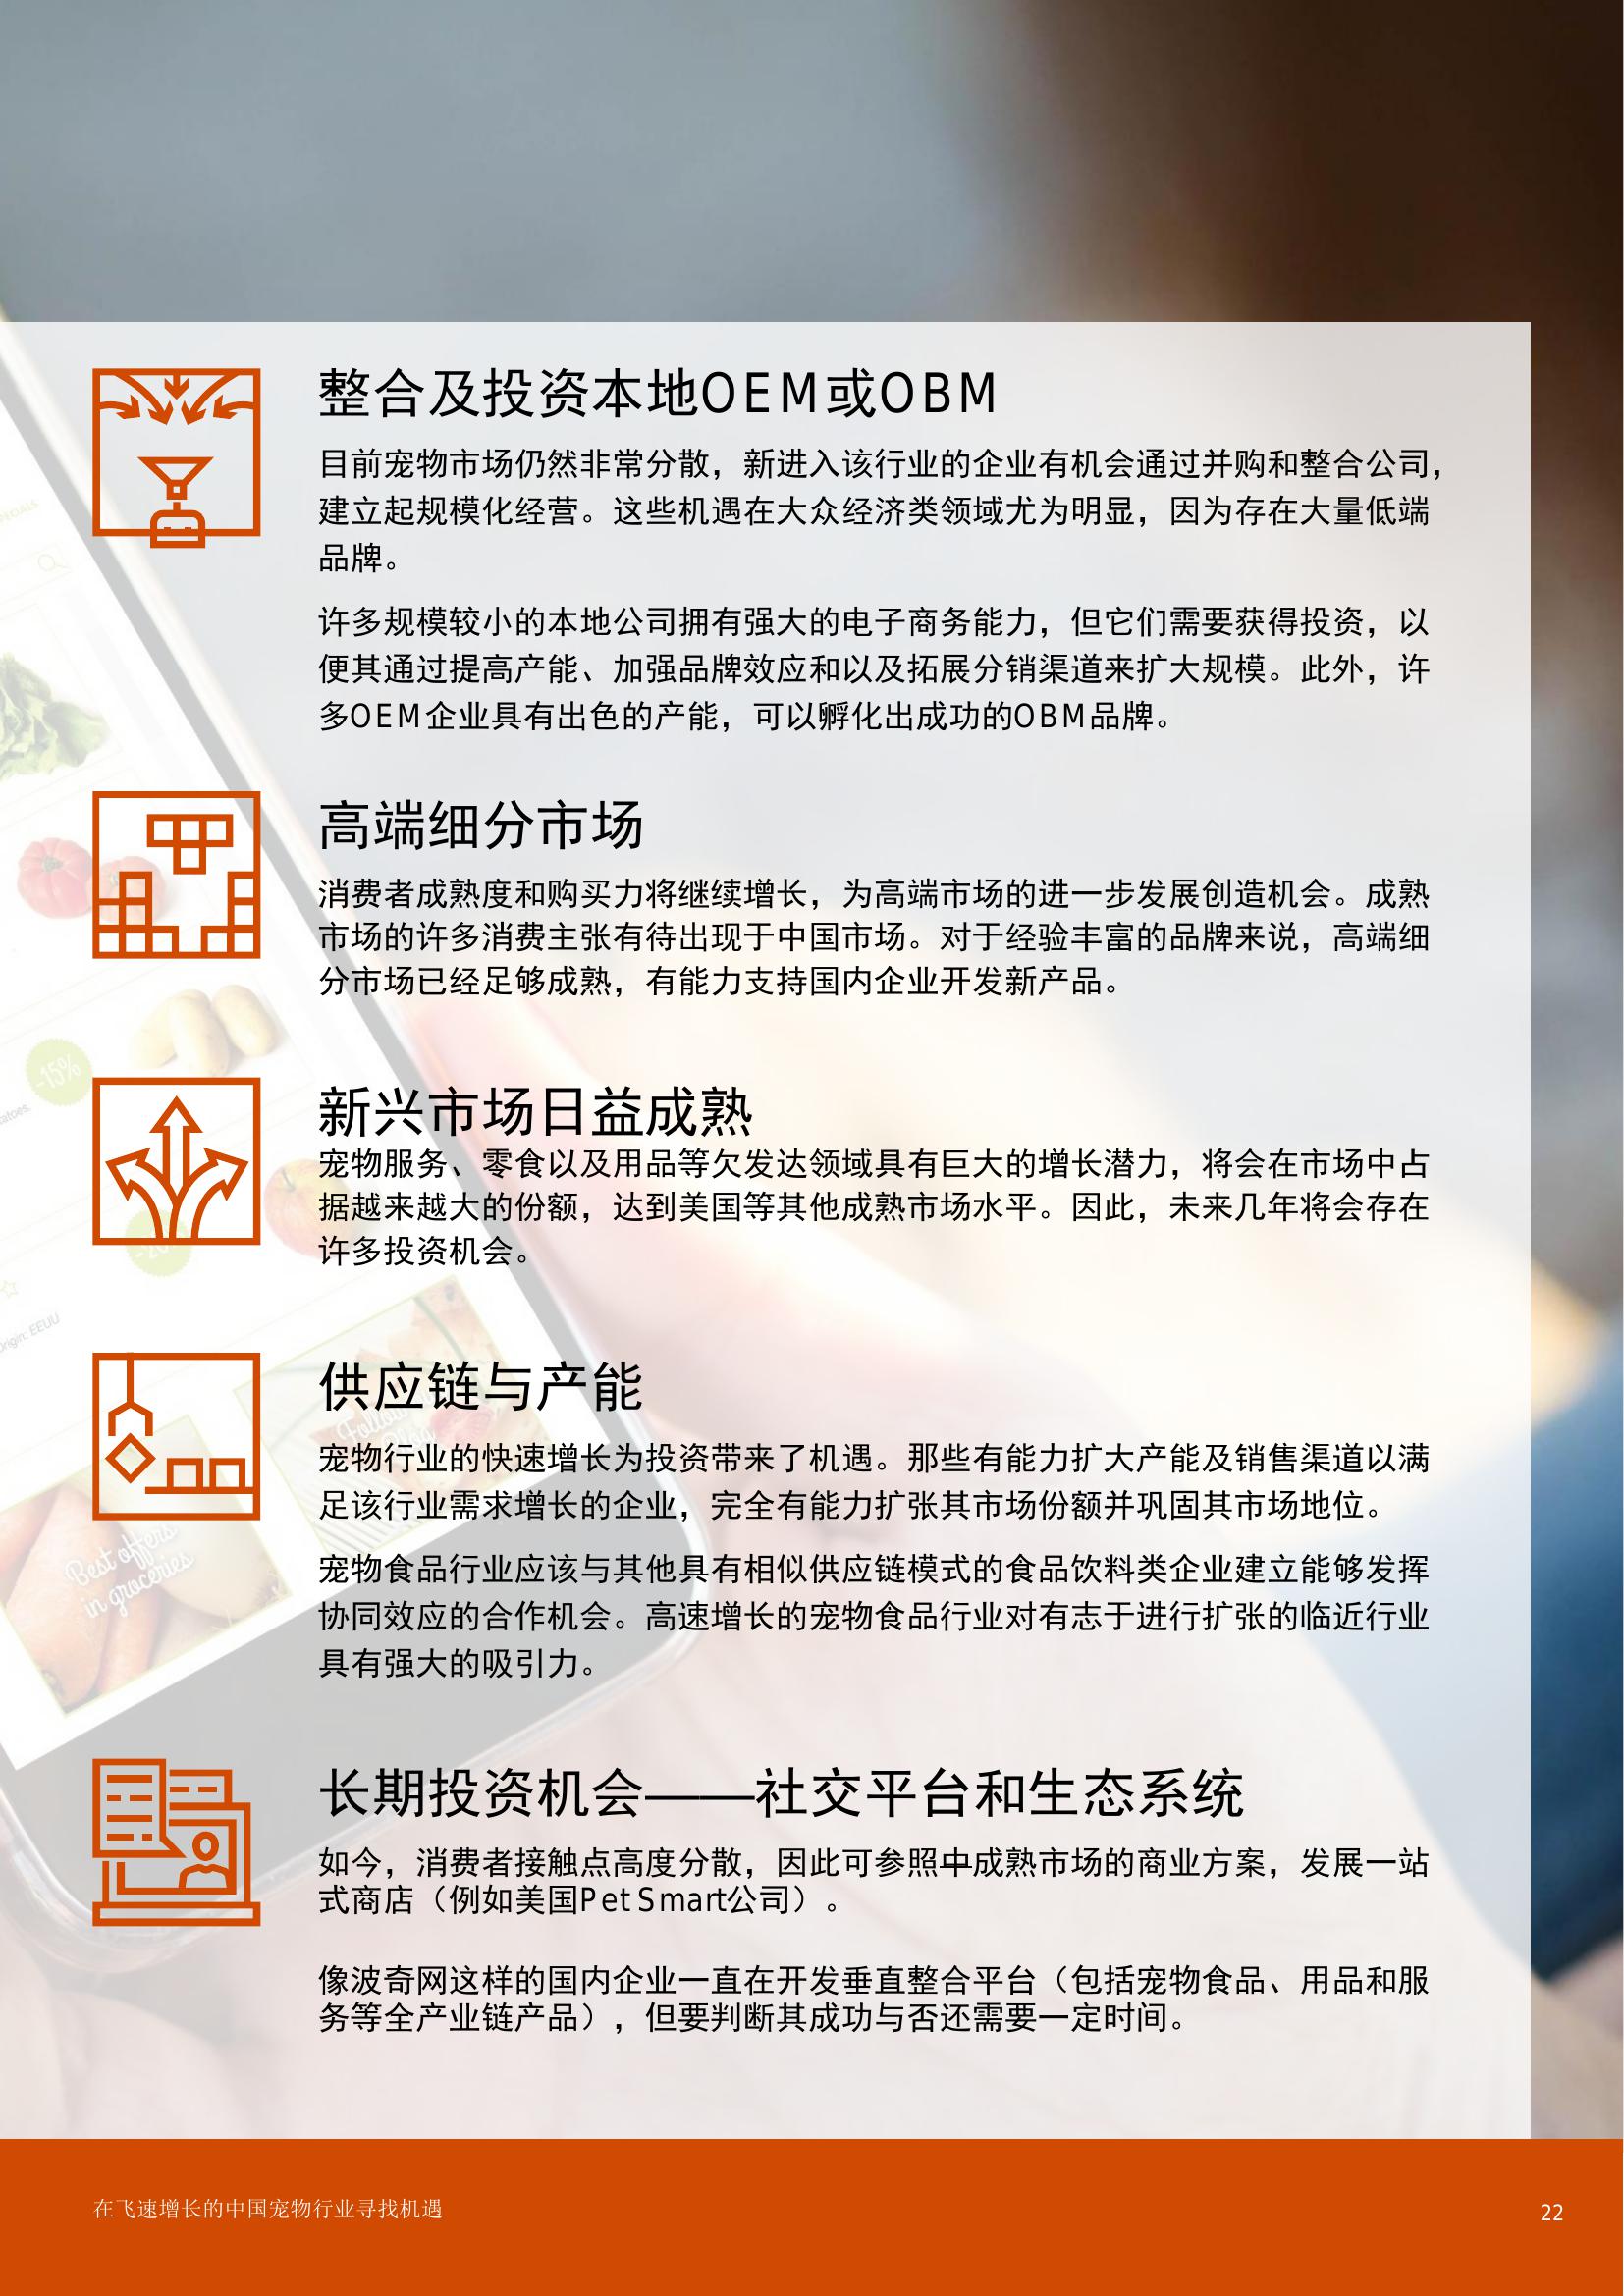 整合及投资本地OEM或OBM
目前宠物市场仍然非常分散，新进入该行业的企业有机会通过并购和整合公司，
建立起规模化经营。这些机遇在大众经济类领域尤为明显，因为存在大量低端
品牌。
许多规模较小的本地公司拥有强大的电子商务能力，但它们需要获得投资，以
便其通过提高产能、加强品牌效应和以及拓展分销渠道来扩大规模。此外，许
多OEM企业具有出色的产能，可以孵化出成功的OBM品牌。
高端细分市场
消费者成熟度和购买力将继续增长，为高端市场的进一步发展创造机会。成熟
市场的许多消费主张有待出现于中国市场。对于经验丰富的品牌来说，高端细
分市场已经足够成熟，有能力支持国内企业开发新产品。
-15%
新兴市场日益成熟
宠物服务、零食以及用品等欠发达领域具有巨大的增长潜力，将会在市场中占
据越来越大的份额，达到美国等其他成熟市场水平。因此，未来几年将会存在
许多投资机会。
Origin: EEUU
供应链与产能
宠物行业的快速增长为投资带来了机遇。那些有能力扩大产能及销售渠道以满
足该行业需求增长的企业，完全有能力扩张其市场份额并巩固其市场地位。
Best offers
in groceries
宠物食品行业应该与其他具有相似供应链模式的食品饮料类企业建立能够发挥
协同效应的合作机会。高速增长的宠物食品行业对有志于进行扩张的临近行业
具有强大的吸引力。
长期投资机会——社交平台和生态系统
如今，消费者接触点高度分散，因此可参照中成熟市场的商业方案，发展一站
式商店（例如美国PetSmart公司）。
像波奇网这样的国内企业一直在开发垂直整合平台（包括宠物食品、用品和服
务等全产业链产品），但要判断其成功与否还需要一定时间。
在飞速增长的中国宠物行业寻找机遇
22